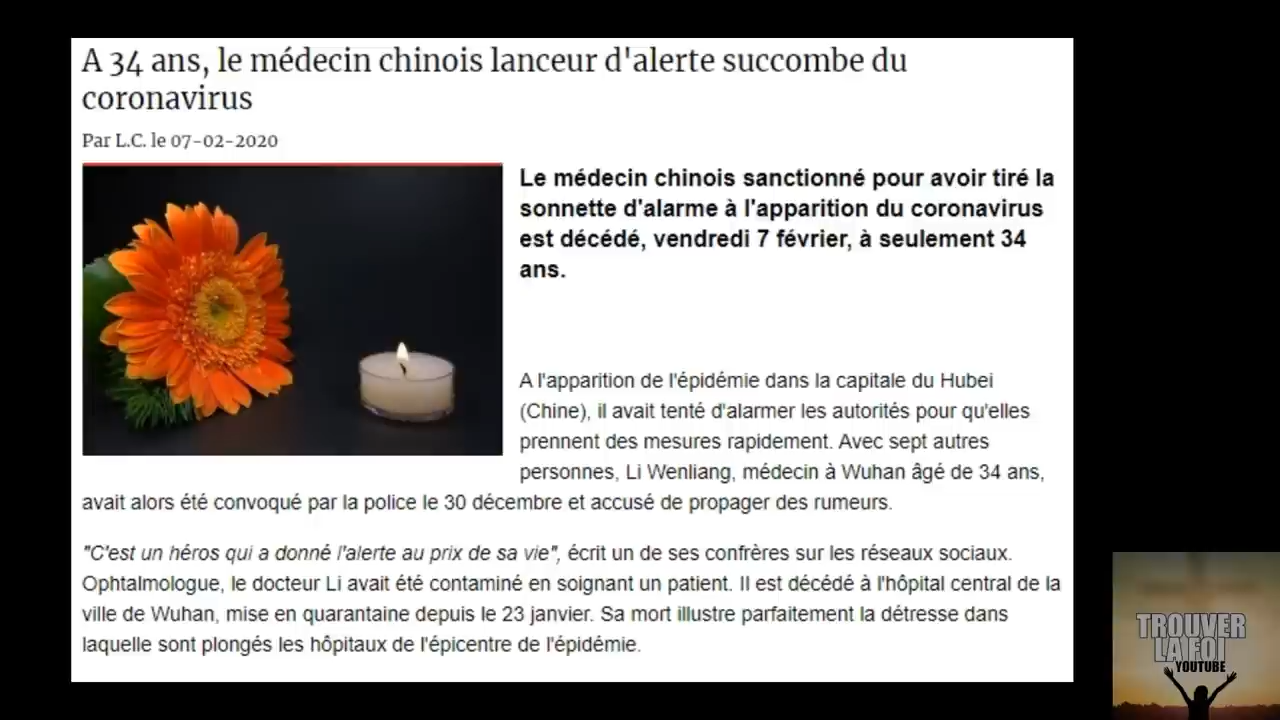 A 34 ans, le médecin chinois lanceur d'alerte succombe du
coronavirus
Par L.C. le 07-02-2020
Le médecin chinois sanctionné pour avoir tiré la
sonnette d'alarme à l'apparition du coronavirus
est décédé, vendredi 7 février, à seulement 34
ans.
A l'apparition de l'épidémie dans la capitale du Hubei
(Chine), il avait tenté d'alarmer les autorités pour qu'elles
prennent des mesures rapidement. Avec sept autres
personnes, Li Wenliang, médecin à Wuhan âgé de 34 ans,
avait alors été convoqué par la police le 30 décembre et accusé de propager des rumeurs.
"C'est un héros qui a donné l'alerte au prix de sa vie", écrit un de ses confrères sur les réseaux sociaux.
Ophtalmologue, le docteur Li avait été contaminé en soignant un patient. Il est décédé à l'hôpital central de la
ville de Wuhan, mise en quarantaine depuis le 23 janvier. Sa mort illustre parfaitement la détresse dans
laquelle sont plongés les hôpitaux de l'épicentre de l'épidémie.
TROUVER
LA FOI
YOUTUBE